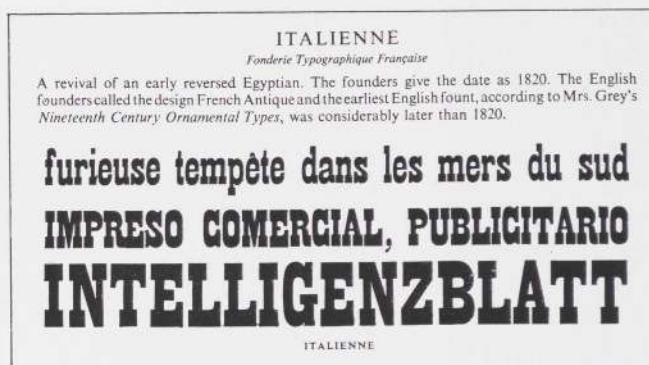 ITALIENNE
Fonderie Typographique Française
A revival of an early reversed Egyptian. The founders give the date as 1820. The English
founders called the design French Antique and the earliest English fount, according to Mrs. Grey's
Nineteenth Century Ornamental Types, was considerably later than 1820.
furieuse tempête dans les mers du sud
IMPRESO COMERCIAL, PUBLICITARIO
INTELLIGENZBLATT
ITALIENNE